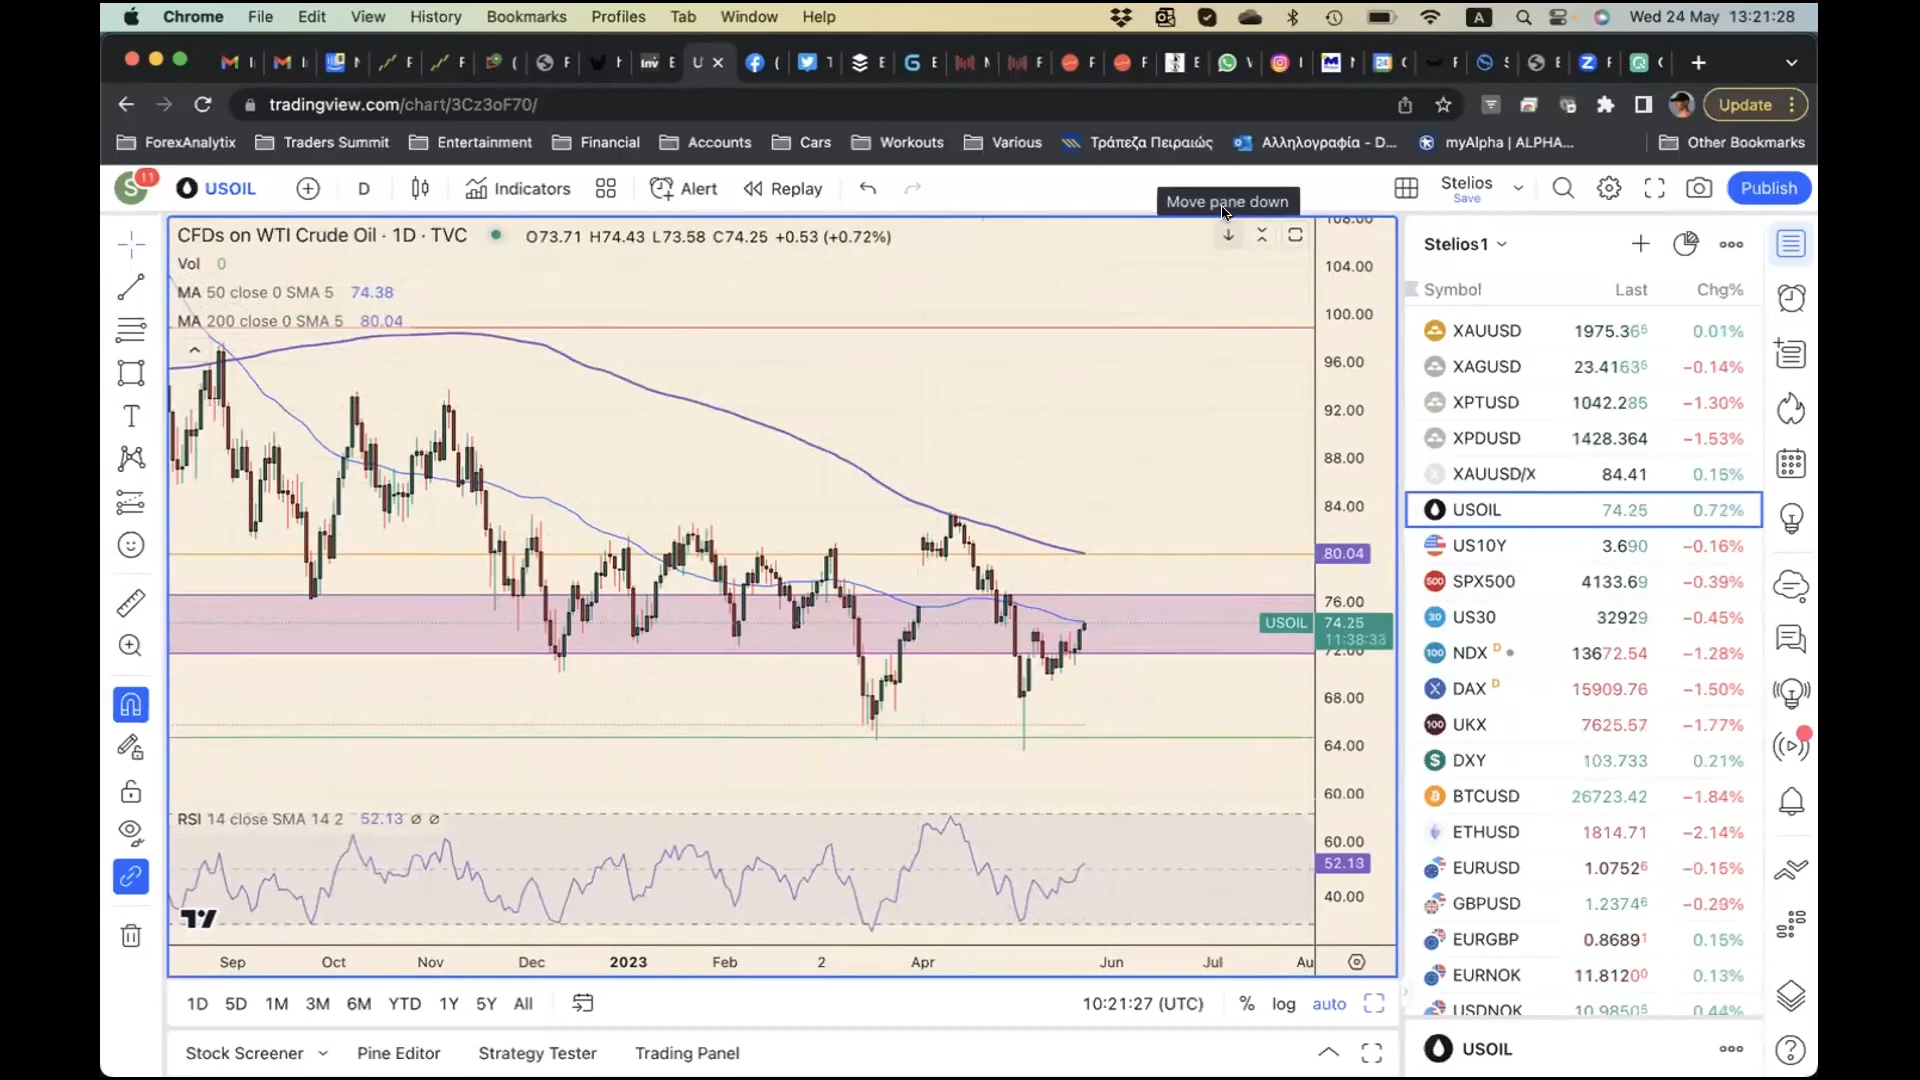 Chrome File Edit View History Bookmarks Profiles Tab Window Help A Wed 24 May 13:21:28
U
tradingview.com/chart/3Cz3oF70/ Update
ForexAnalytix Traders Summit Entertainment Financial Accounts Cars Workouts Various Τράπεζα Πειραιώς Αλληλογραφία - D... myAlpha | ALPHA... Other Bookmarks
S 11 USOIL D Indicators Alert Replay Stelios Save Publish
Move pane down
CFDs on WTI Crude Oil · 1D · TVC O73.71 H74.43 L73.58 C74.25 +0.53 (+0.72%)
Vol 0
MA 50 close 0 SMA 5 74.38
MA 200 close 0 SMA 5 80.04
108.00
104.00
100.00
96.00
92.00
88.00
84.00
80.04
76.00
USOIL 74.25
11:38:33
72.00
68.00
64.00
60.00
RSI 14 close SMA 14 2 52.13 ∅ ∅
60.00
52.13
40.00
Sep Oct Nov Dec 2023 Feb 2 Apr Jun Jul Au
1D 5D 1M 3M 6M YTD 1Y 5Y All 10:21:27 (UTC) % log auto
Stock Screener Pine Editor Strategy Tester Trading Panel
Stelios1
Symbol Last Chg%
XAUUSD 1975.365 0.01%
XAGUSD 23.41635 −0.14%
XPTUSD 1042.285 −1.30%
XPDUSD 1428.364 −1.53%
XAUUSD/X 84.41 0.15%
USOIL 74.25 0.72%
US10Y 3.690 −0.16%
SPX500 4133.69 −0.39%
US30 32929 −0.45%
NDX D 13672.54 −1.28%
DAX D 15909.76 −1.50%
UKX 7625.57 −1.77%
DXY 103.733 0.21%
BTCUSD 26723.42 −1.84%
ETHUSD 1814.71 −2.14%
EURUSD 1.07526 −0.15%
GBPUSD 1.23746 −0.29%
EURGBP 0.86891 0.15%
EURNOK 11.81200 0.13%
USDNOK 10.98505 0.44%
USOIL